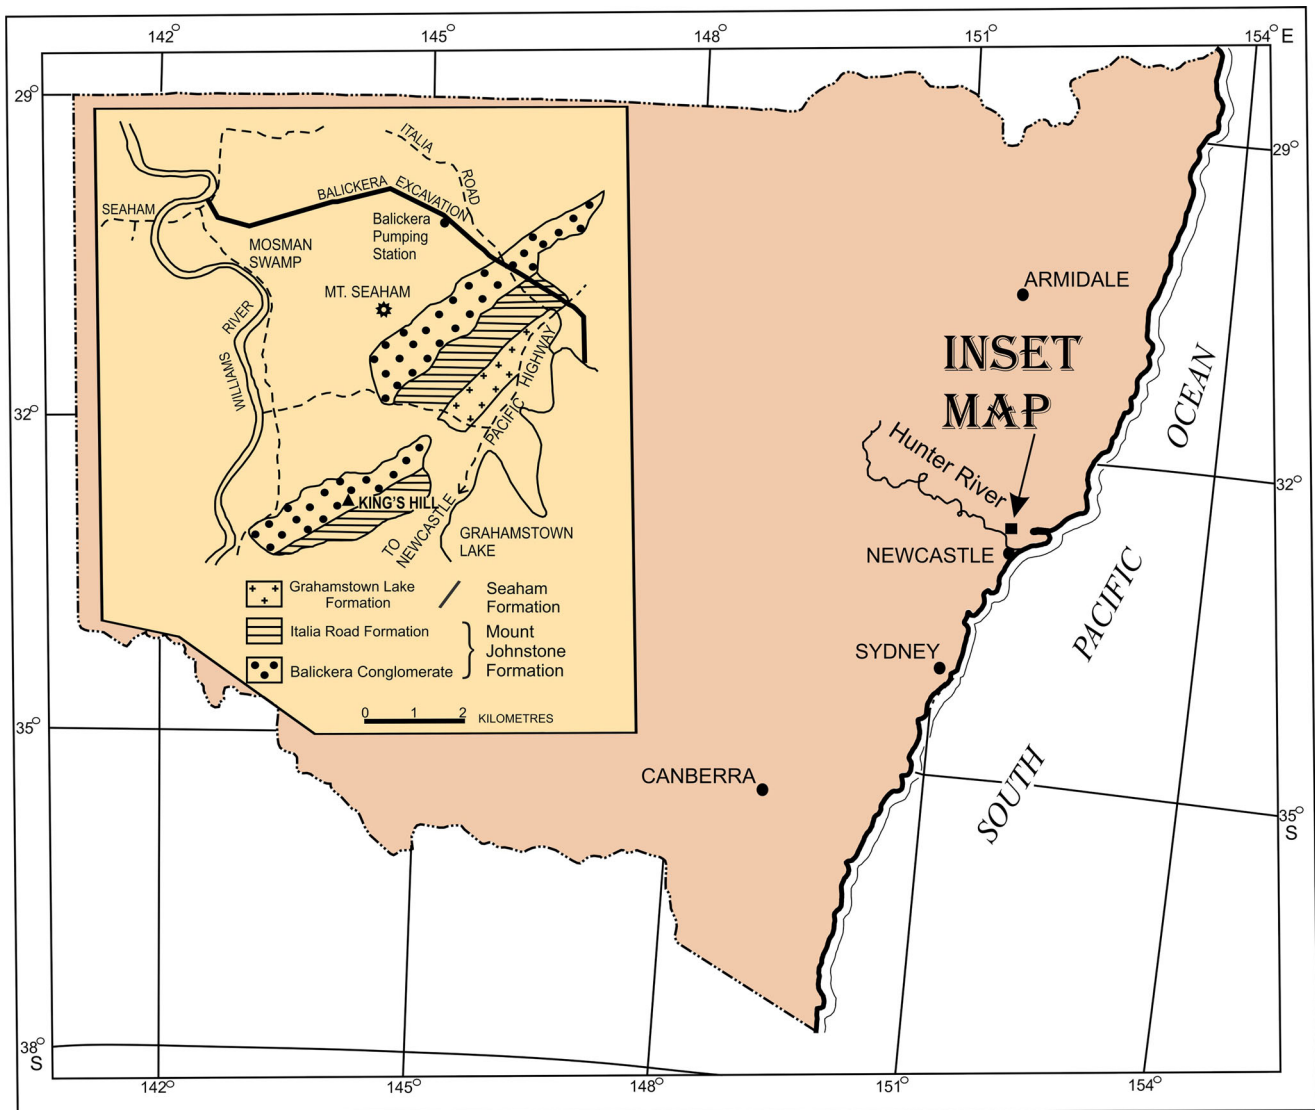 142°
145°
148°
151°
154° E
29°
29°
ITALIA
ROAD
BALICKERA EXCAVATION
SEAHAM
Balickera
Pumping
Station
MOSMAN
SWAMP
MT. SEAHAM
ARMIDALE
INSET
MAP
RIVER
WILLIAMS
HIGHWAY
PACIFIC
OCEAN
32°
Hunter River
32°
KING'S HILL
TO
NEWCASTLE
GRAHAMSTOWN
LAKE
NEWCASTLE
PACIFIC
Grahamstown Lake
Formation
Seaham
Formation
Italia Road Formation
Mount
Johnstone
Formation
Balickera Conglomerate
SYDNEY
0 1 2 KILOMETRES
35°
CANBERRA
SOUTH
35°
S
38°
S
142°
145°
148°
151°
154°